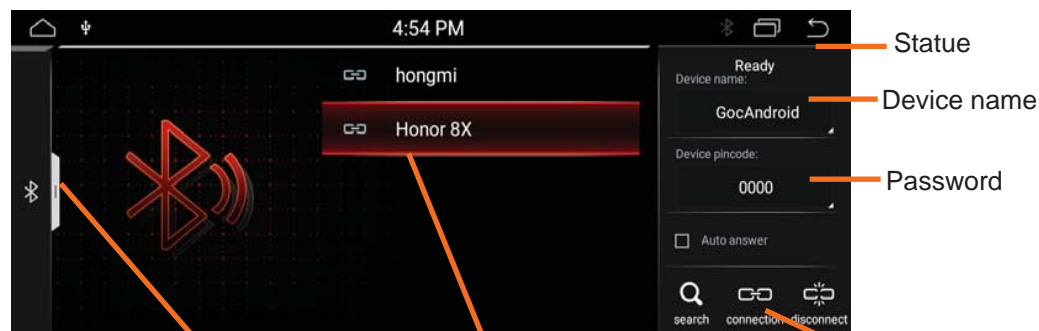 4:54 PM
Statue
Ready
Device name:
hongmi
GocAndroid
Device name
Honor 8X
Device pincode:
0000
Password
Auto answer
search connection disconnect